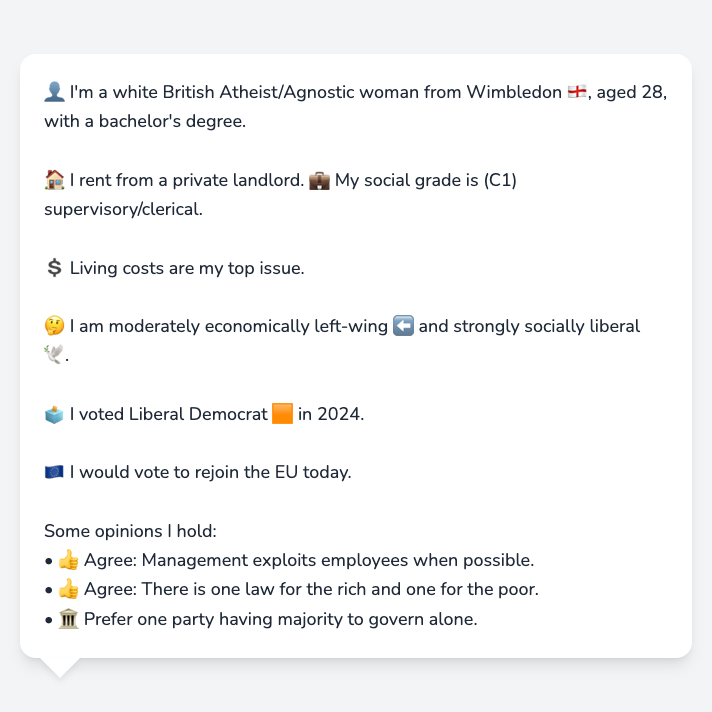 👤 I'm a white British Atheist/Agnostic woman from Wimbledon 🏴󠁧󠁢󠁥󠁮󠁧󠁿, aged 28,
with a bachelor's degree.
🏠 I rent from a private landlord. 💼 My social grade is (C1)
supervisory/clerical.
💲 Living costs are my top issue.
🤔 I am moderately economically left-wing ⬅️ and strongly socially liberal
🕊️.
🗳️ I voted Liberal Democrat 🟧 in 2024.
🇪🇺 I would vote to rejoin the EU today.
Some opinions I hold:
• 👍 Agree: Management exploits employees when possible.
• 👍 Agree: There is one law for the rich and one for the poor.
• 🏛️ Prefer one party having majority to govern alone.